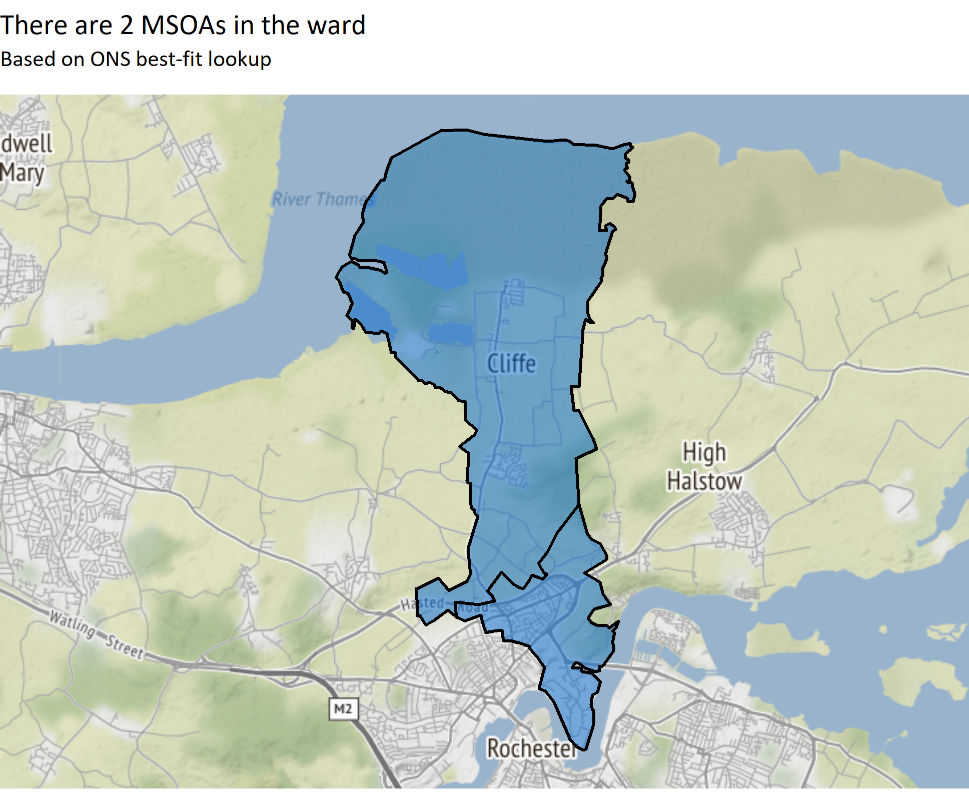 There are 2 MSOAs in the ward
Based on ONS best-fit lookup
dwell
Mary
River Thames
Cliffe
High
Halstow
Hasted Road
Watling Street
M2
Rochester